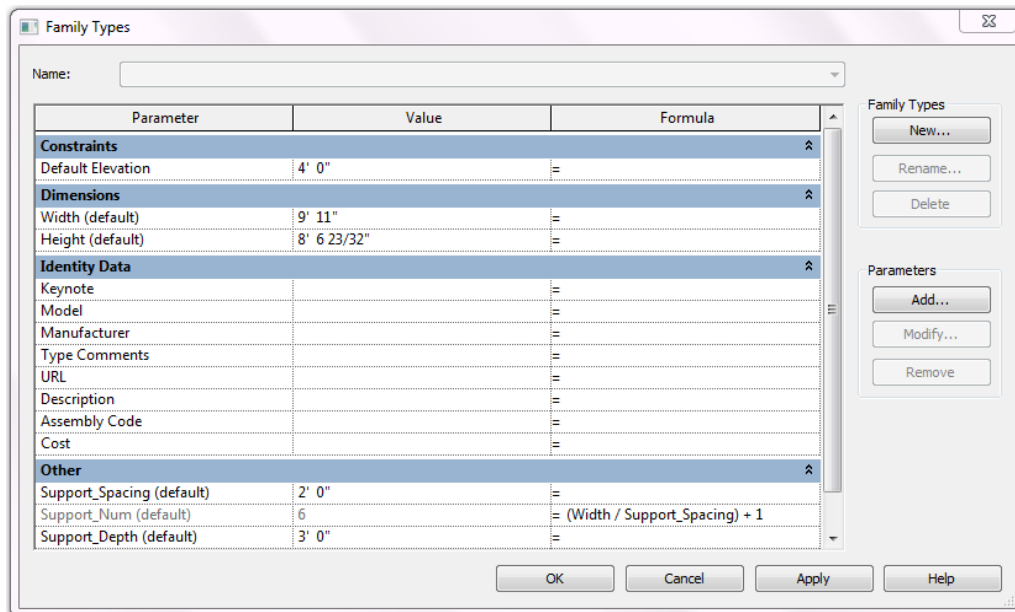 Family Types
Name:
Parameter Value Formula
Constraints
Default Elevation 4' 0" =
Dimensions
Width (default) 9' 11" =
Height (default) 8' 6 23/32" =
Identity Data
Keynote =
Model =
Manufacturer =
Type Comments =
URL =
Description =
Assembly Code =
Cost =
Other
Support_Spacing (default) 2' 0" =
Support_Num (default) 6 = (Width / Support_Spacing) + 1
Support_Depth (default) 3' 0" =
Family Types
New...
Rename...
Delete
Parameters
Add...
Modify...
Remove
OK Cancel Apply Help